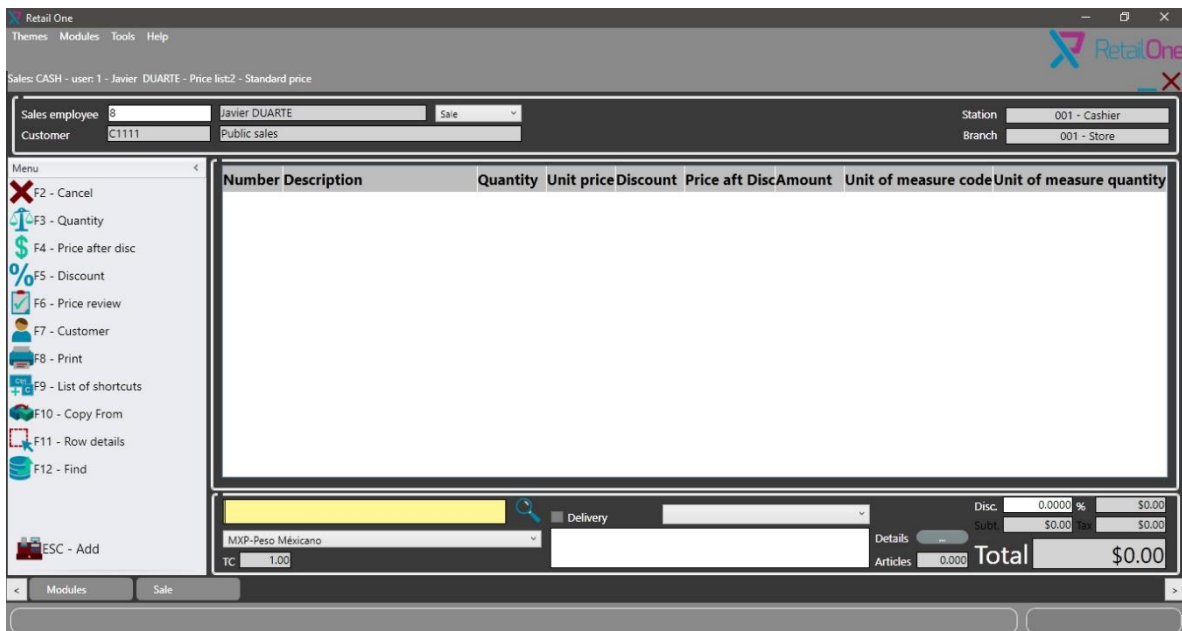 Retail One
Themes Modules Tools Help
RetailOne
Sales: CASH - user: 1 - Javier DUARTE - Price list:2 - Standard price
Sales employee 8 Javier DUARTE Sale Station 001 - Cashier
Customer C1111 Public sales Branch 001 - Store
Menu
Number Description Quantity Unit price Discount Price aft Disc Amount Unit of measure code Unit of measure quantity
F2 - Cancel
F3 - Quantity
F4 - Price after disc
F5 - Discount
F6 - Price review
F7 - Customer
F8 - Print
Ctrl + C F9 - List of shortcuts
F10 - Copy From
F11 - Row details
F12 - Find
ESC - Add
Delivery Disc. 0.0000 % $0.00
Subt. $0.00 Tax $0.00
MXP-Peso Méxicano Details ...
TC 1.00 Articles 0.000 Total $0.00
< Modules Sale >